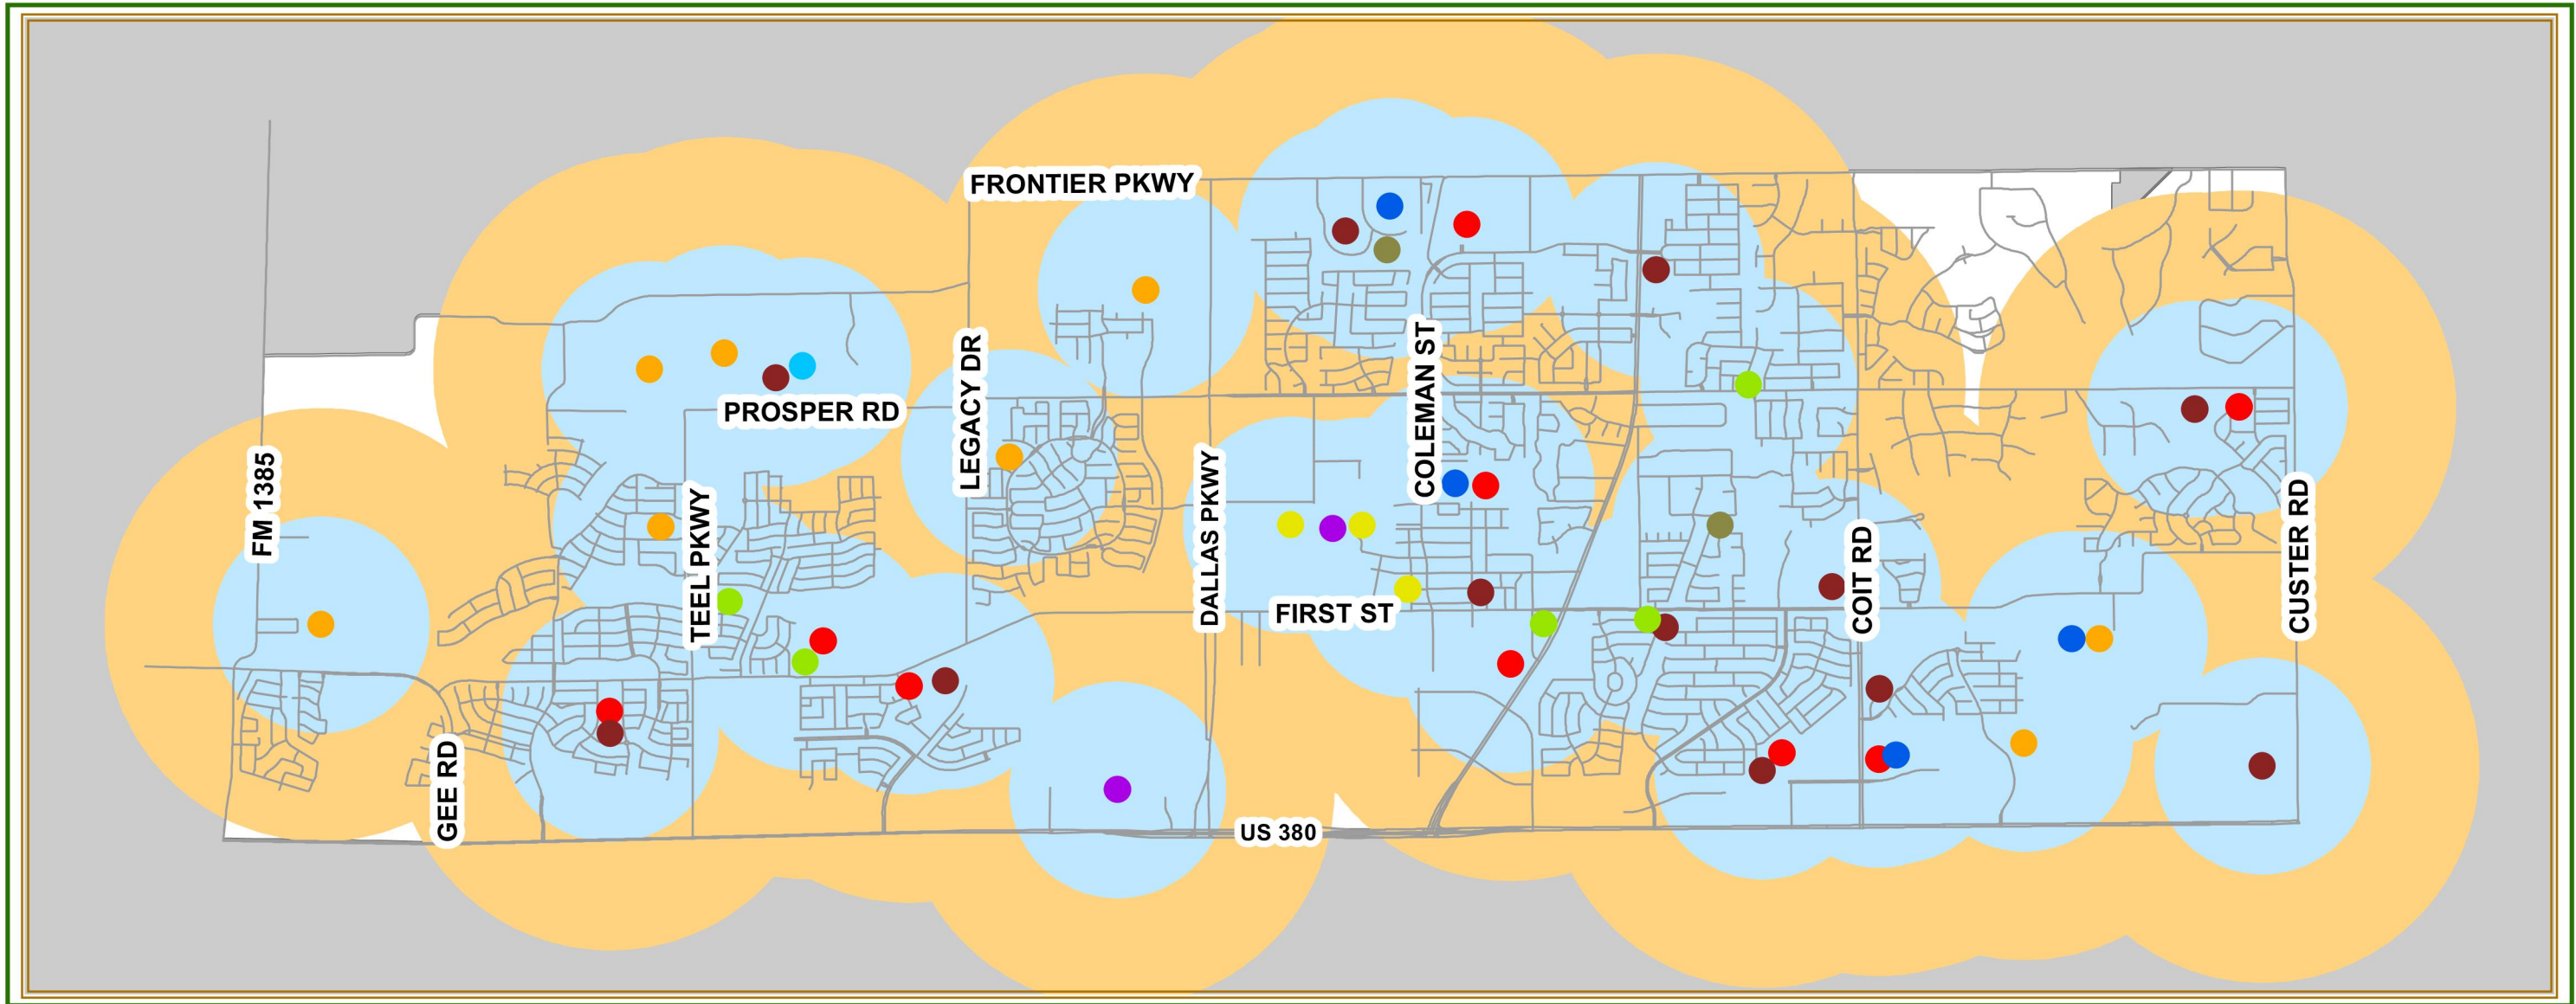 FRONTIER PKWY
PROSPER RD
LEGACY DR
COLEMAN ST
FM 1385
TEEL PKWY
DALLAS PKWY
FIRST ST
COIT RD
CUSTER RD
GEE RD
US 380